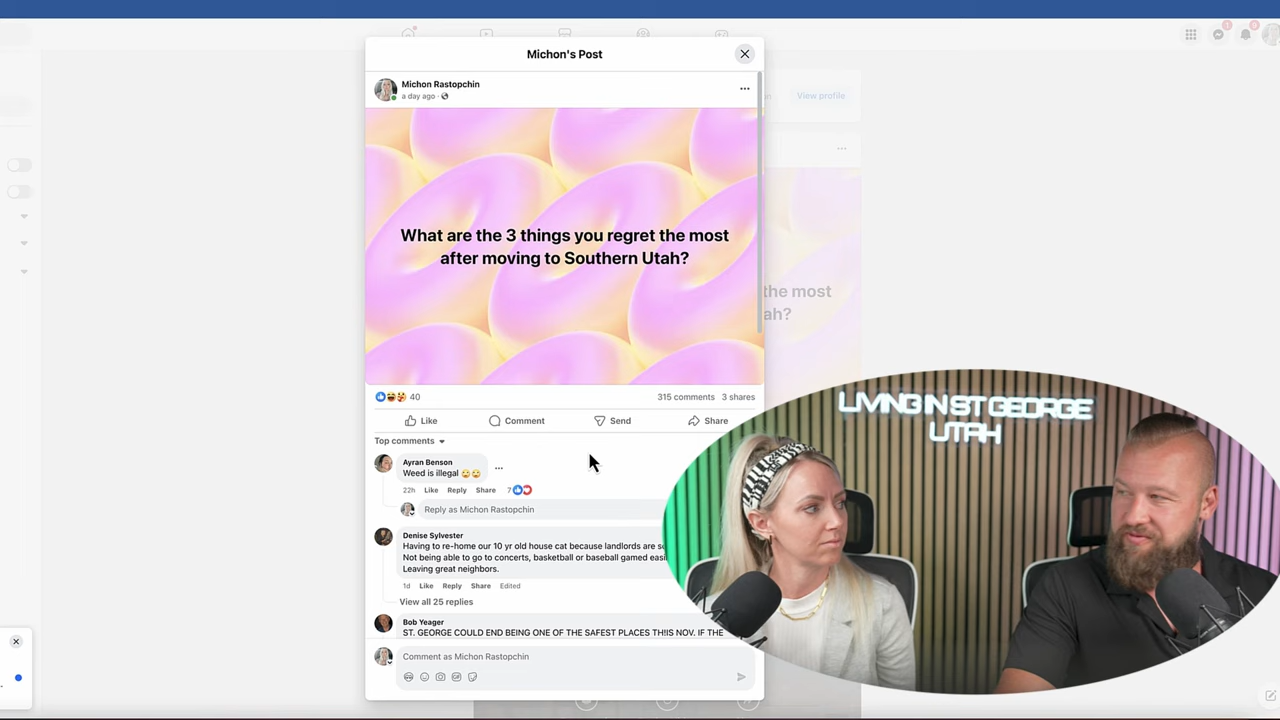 Michon's Post
Michon Rastopchin
a day ago
View profile
What are the 3 things you regret the most
after moving to Southern Utah?
the most
ah?
40
315 comments 3 shares
Like Comment Send Share
Top comments
Ayran Benson
Weed is illegal 🙄🙄
22h Like Reply Share 7
Reply as Michon Rastopchin
Denise Sylvester
Having to re-home our 10 yr old house cat because landlords are
Not being able to go to concerts, basketball or baseball gamed
Leaving great neighbors.
1d Like Reply Share Edited
View all 25 replies
Bob Yeager
ST. GEORGE COULD END BEING ONE OF THE SAFEST PLACES TH!IS NOV. IF THE
Comment as Michon Rastopchin
LIVING IN ST GEORGE
UTAH